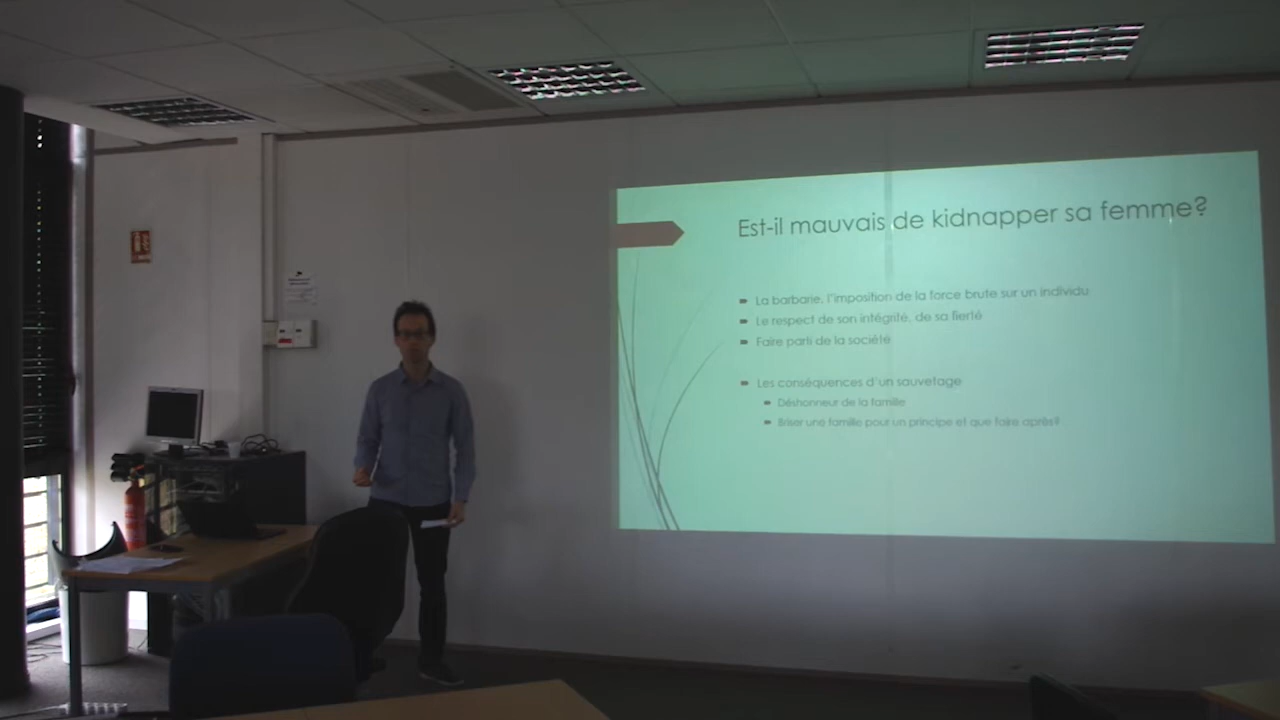 Est-il mauvais de kidnapper sa femme?
La barbarie, l'imposition de la force brute sur un individu
Le respect de son intégrité, de sa fierté
Faire parti de la société
Les conséquences d'un sauvetage
Déshonneur de la famille
Briser une famille pour un principe et que faire après?